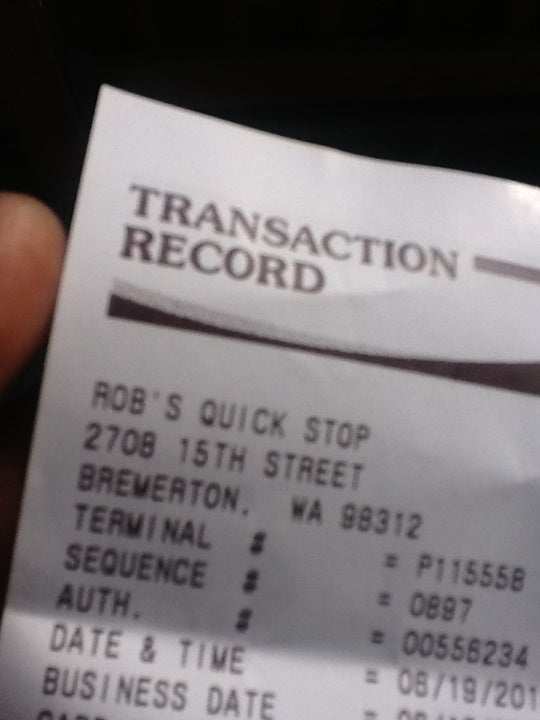 TRANSACTION
RECORD
ROB'S QUICK STOP
2708 15TH STREET
BREMERTON, WA 98312
TERMINAL # = P115558
SEQUENCE # = 0897
AUTH. # = 00556234
DATE & TIME = 08/19/201
BUSINESS DATE =